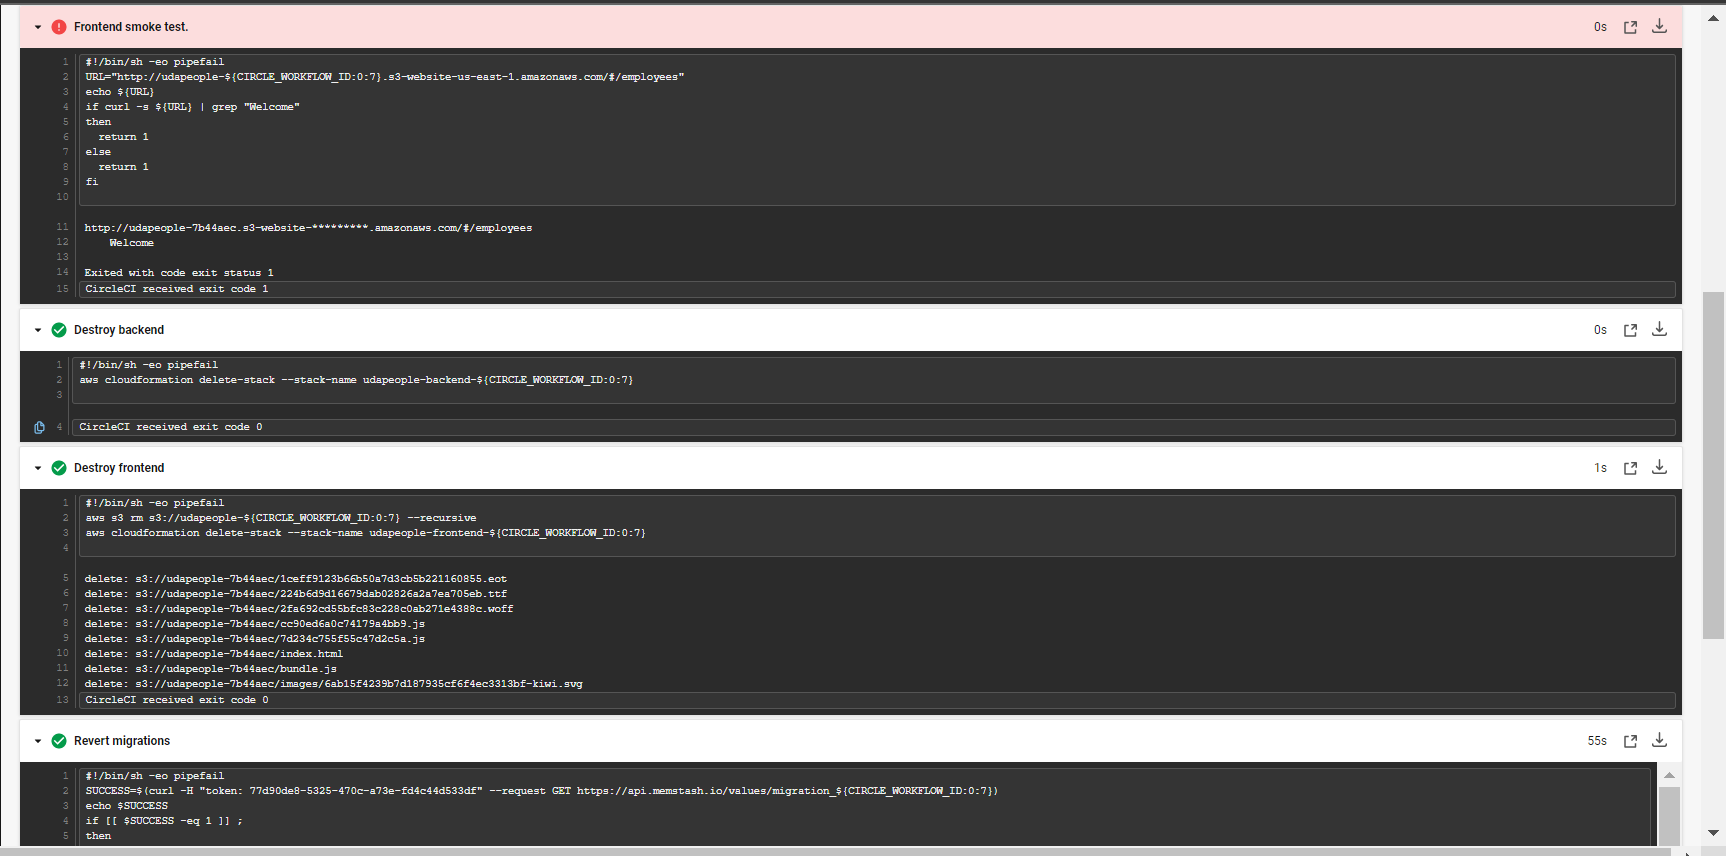 Frontend smoke test.
0s
1 #!/bin/sh -eo pipefail
2 URL="http://udapeople-${CIRCLE_WORKFLOW_ID:0:7}.s3-website-us-east-1.amazonaws.com/#/employees"
3 echo ${URL}
4 if curl -s ${URL} | grep "Welcome"
5 then
6   return 1
7 else
8   return 1
9 fi
10
11 http://udapeople-7b44aec.s3-website-*********.amazonaws.com/#/employees
12     Welcome
13
14 Exited with code exit status 1
15 CircleCI received exit code 1
Destroy backend
0s
1 #!/bin/sh -eo pipefail
2 aws cloudformation delete-stack --stack-name udapeople-backend-${CIRCLE_WORKFLOW_ID:0:7}
3
4 CircleCI received exit code 0
Destroy frontend
1s
1 #!/bin/sh -eo pipefail
2 aws s3 rm s3://udapeople-${CIRCLE_WORKFLOW_ID:0:7} --recursive
3 aws cloudformation delete-stack --stack-name udapeople-frontend-${CIRCLE_WORKFLOW_ID:0:7}
4
5 delete: s3://udapeople-7b44aec/1ceff9123b66b50a7d3cb5b221160855.eot
6 delete: s3://udapeople-7b44aec/224b6d9d16679dab02826a2a7ea705eb.ttf
7 delete: s3://udapeople-7b44aec/2fa692cd55bfc83c228c0ab271e4388c.woff
8 delete: s3://udapeople-7b44aec/cc90ed6a0c74179a4bb9.js
9 delete: s3://udapeople-7b44aec/7d234c755f55c47d2c5a.js
10 delete: s3://udapeople-7b44aec/index.html
11 delete: s3://udapeople-7b44aec/bundle.js
12 delete: s3://udapeople-7b44aec/images/6ab15f4239b7d187935cf6f4ec3313bf-kiwi.svg
13 CircleCI received exit code 0
Revert migrations
55s
1 #!/bin/sh -eo pipefail
2 SUCCESS=$(curl -H "token: 77d90de8-5325-470c-a73e-fd4c44d533df" --request GET https://api.memstash.io/values/migration_${CIRCLE_WORKFLOW_ID:0:7})
3 echo $SUCCESS
4 if [[ $SUCCESS -eq 1 ]] ;
5 then